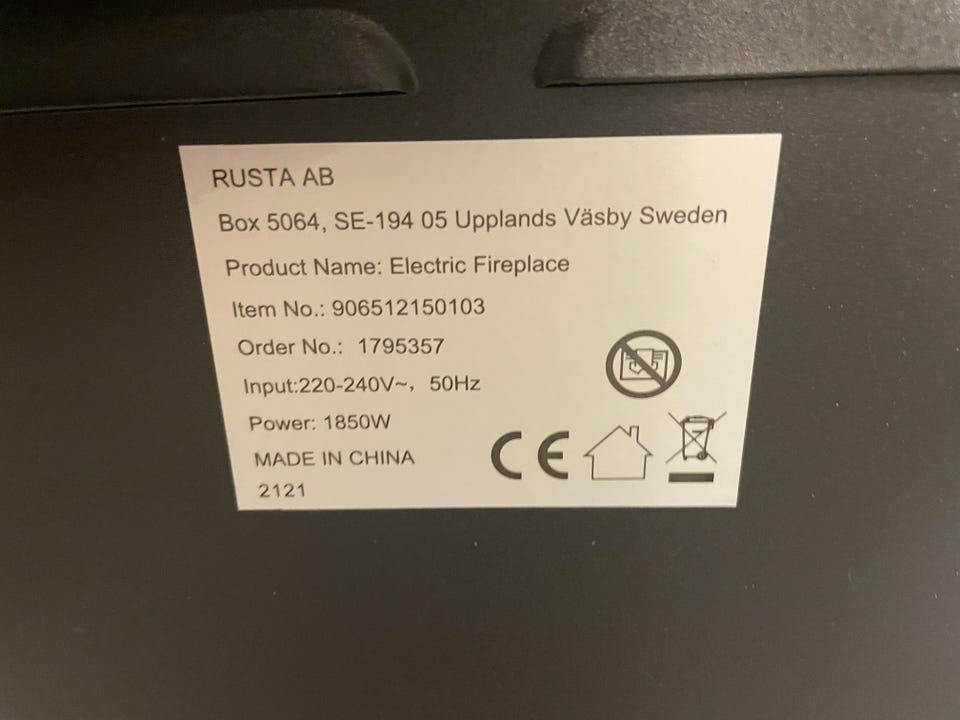 RUSTA AB
Box 5064, SE-194 05 Upplands Väsby Sweden
Product Name: Electric Fireplace
Item No.: 906512150103
Order No.: 1795357
Input:220-240V~, 50Hz
Power: 1850W
MADE IN CHINA
2121
CE